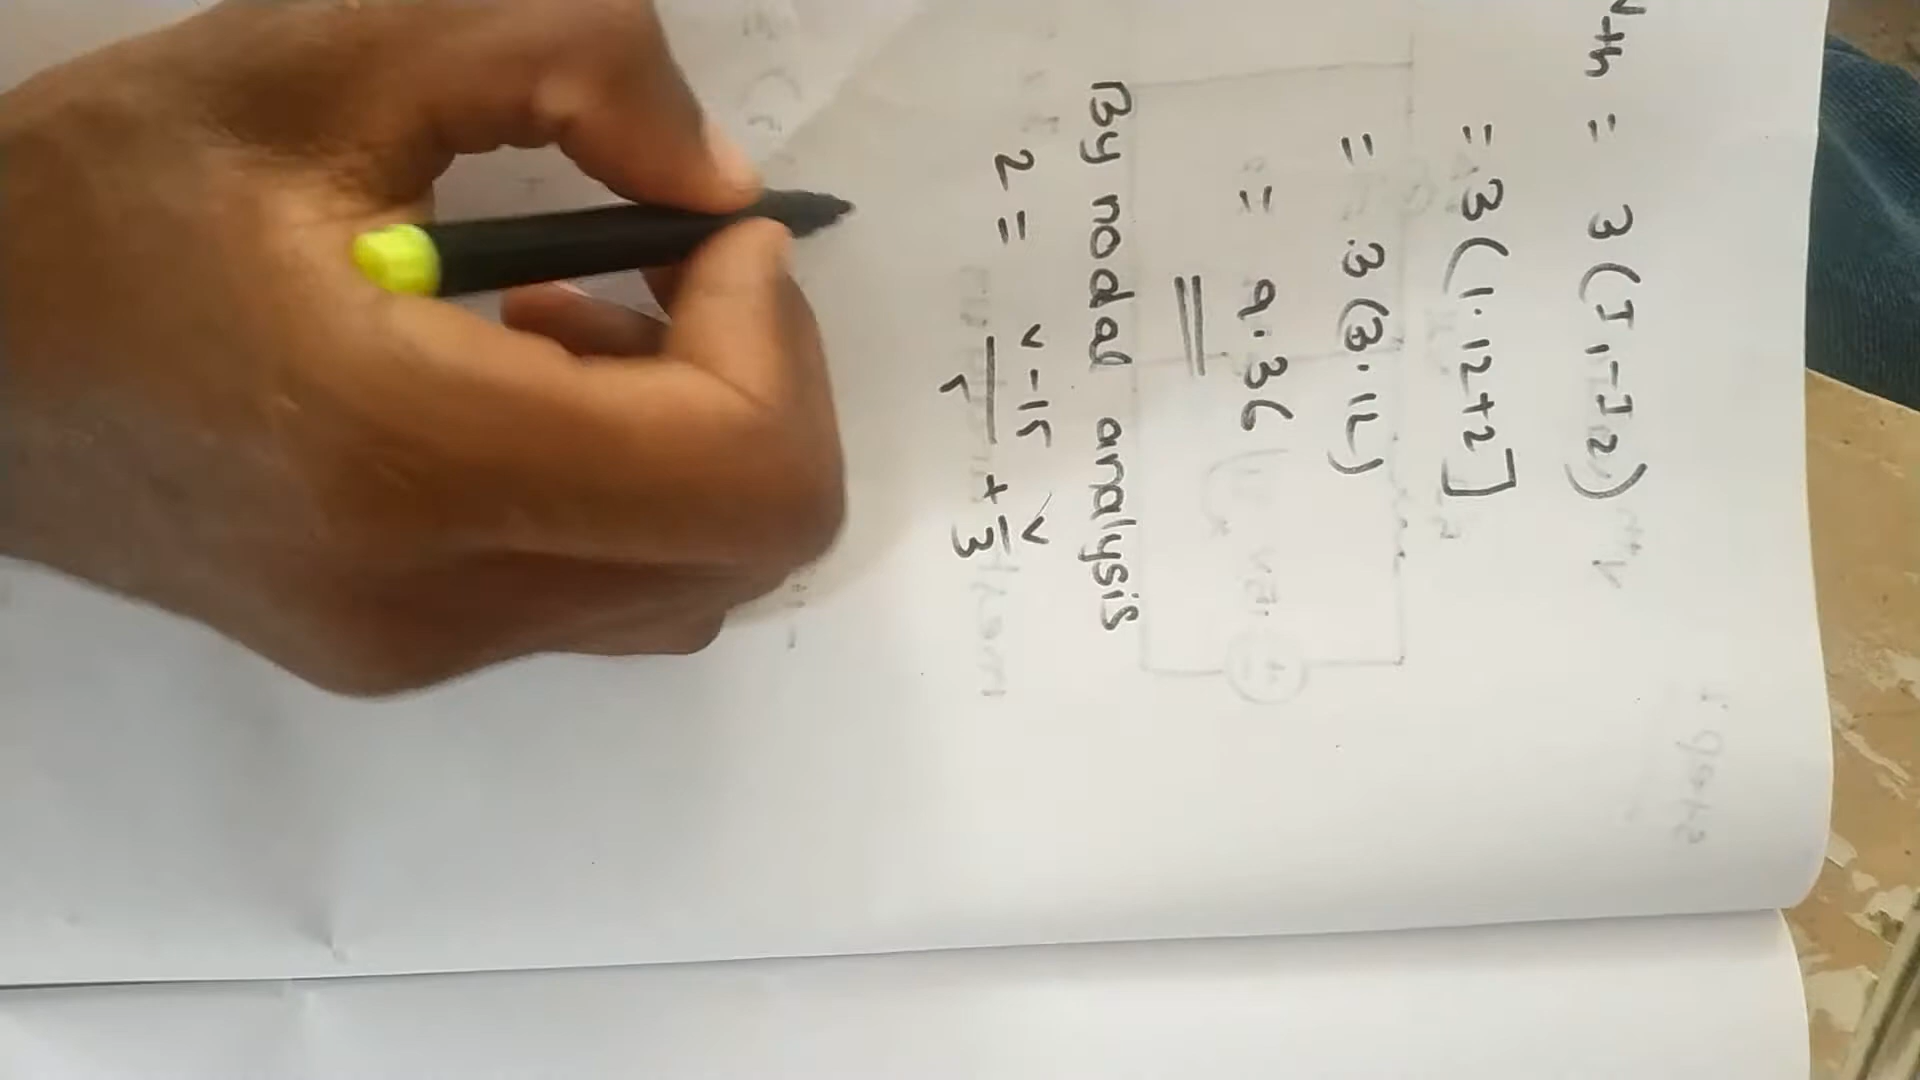 Vth = 3(I1-I2)
= 3(1.12+2]
= 3(3.12)
= 9.36
By nodal analysis
2 = v-15/5 + v/3